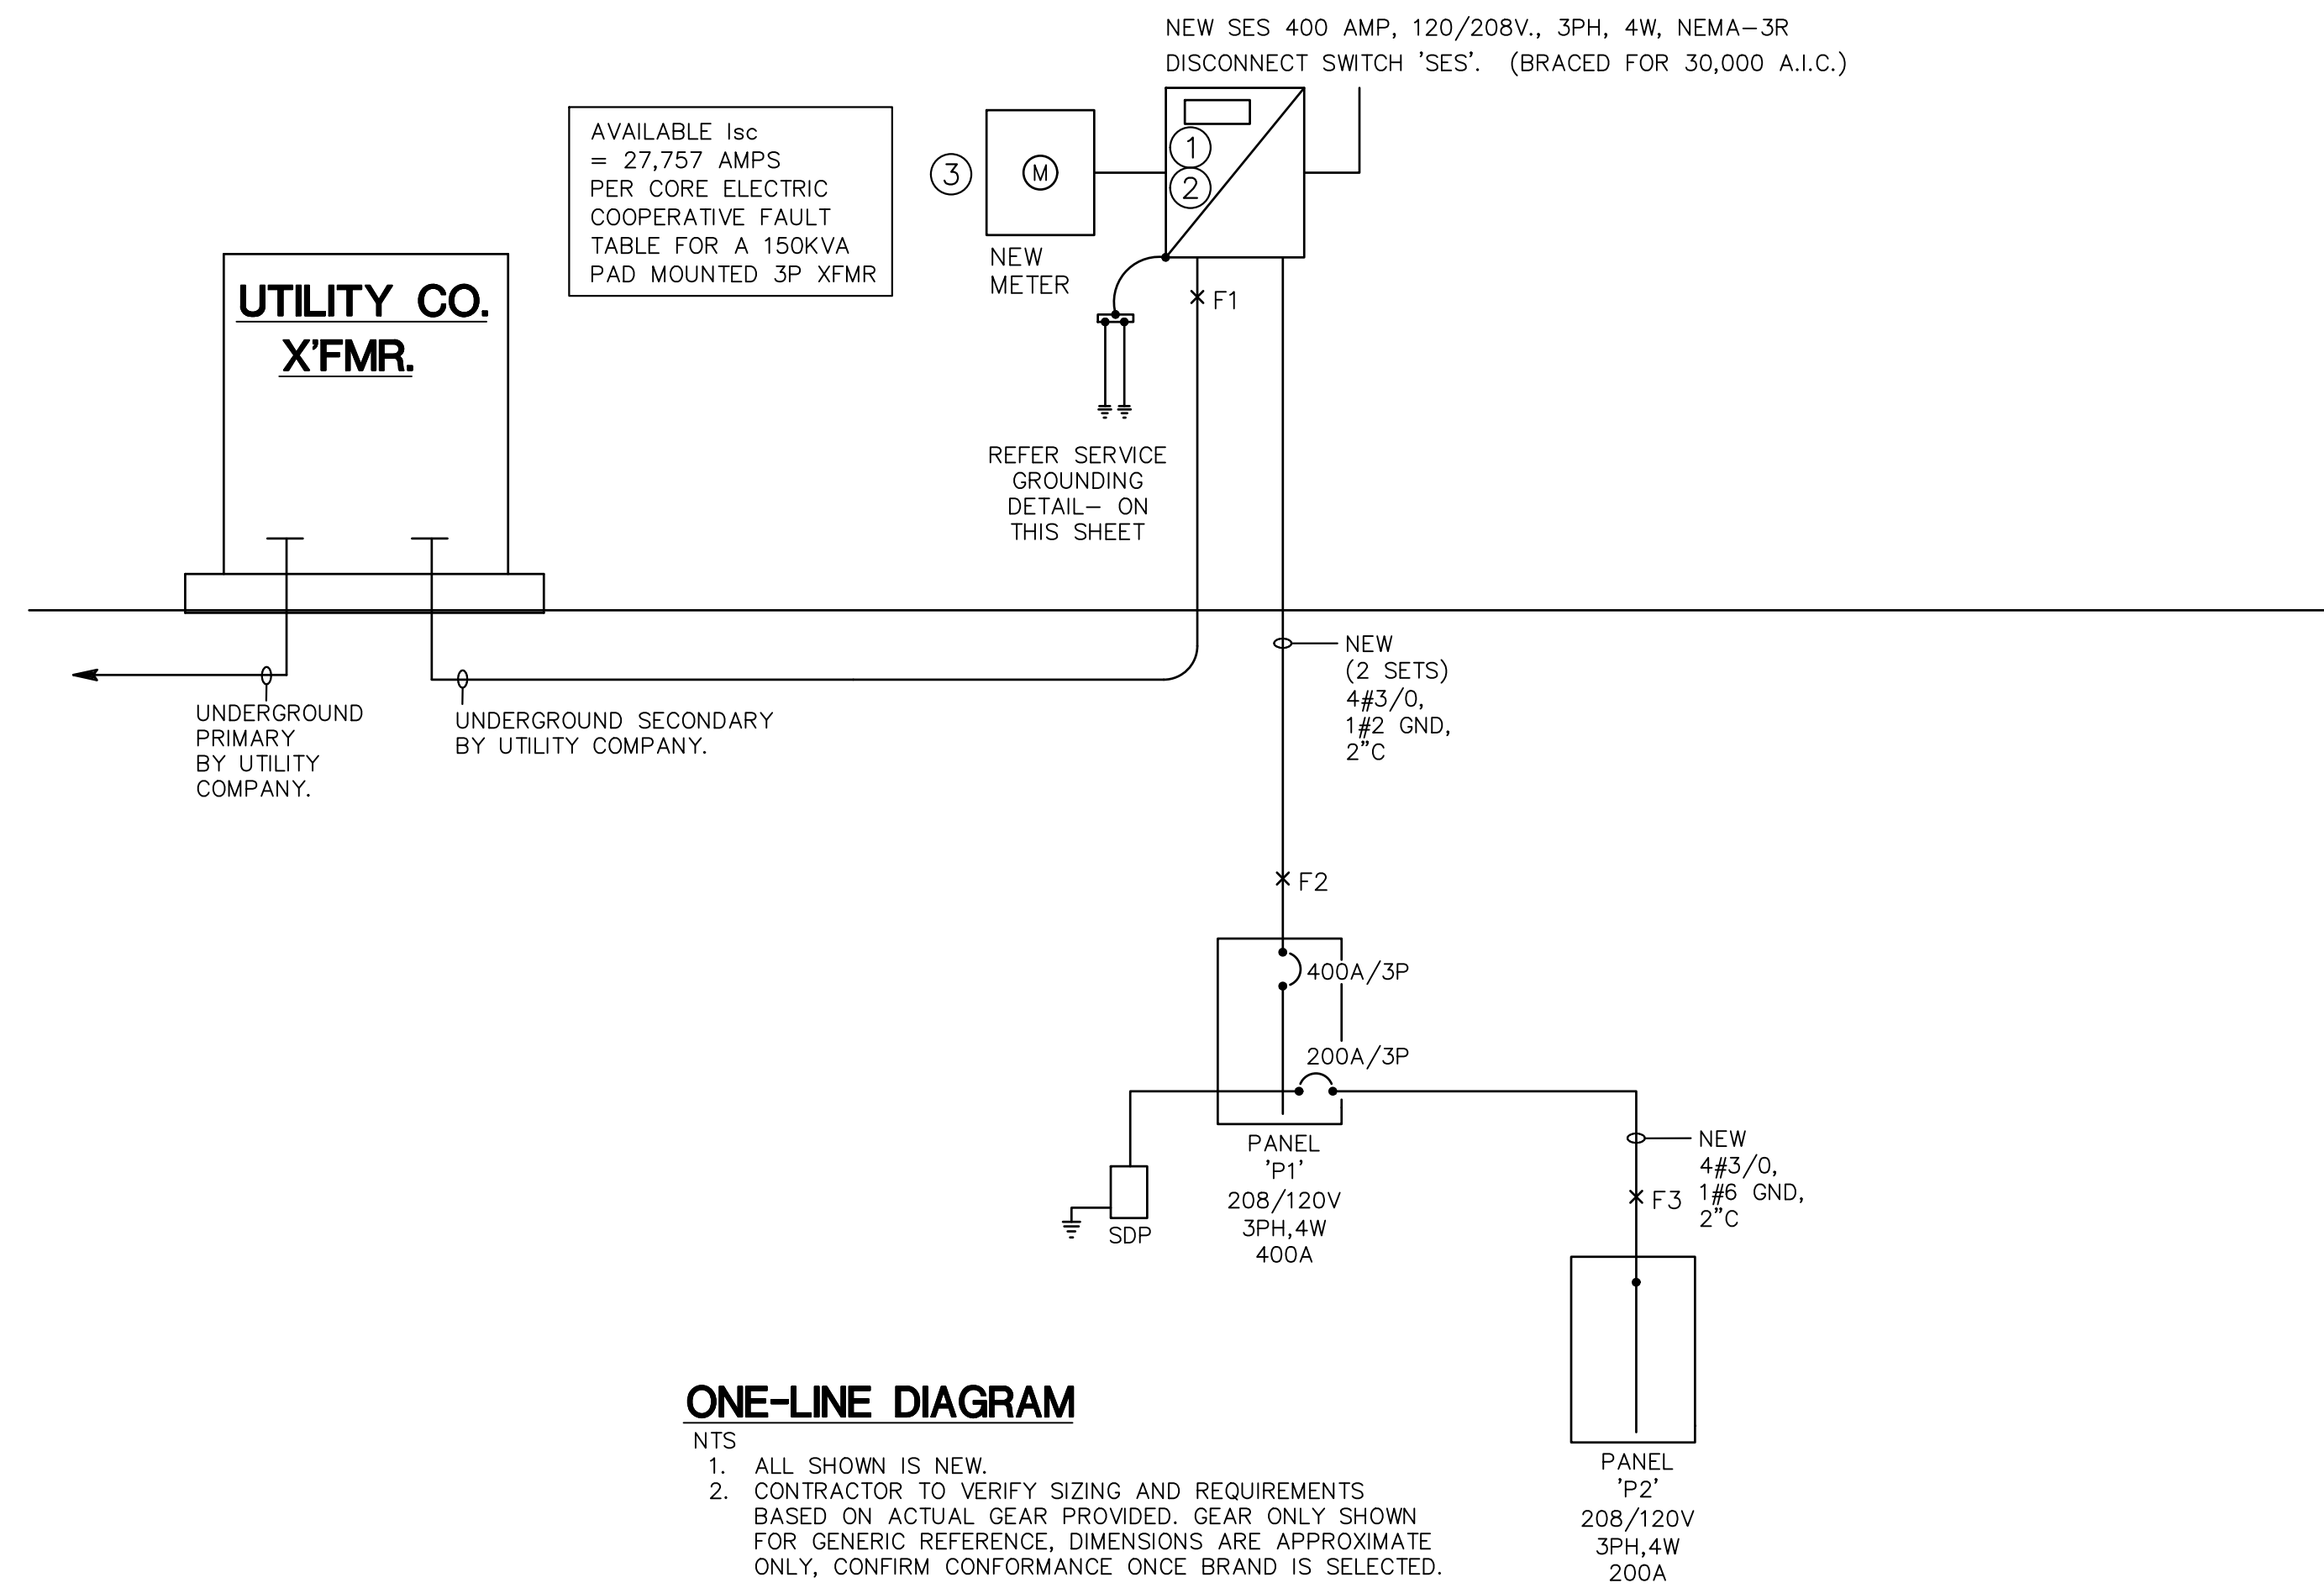 NEW SES 400 AMP, 120/208V., 3PH, 4W, NEMA-3R
DISCONNECT SWITCH 'SES'. (BRACED FOR 30,000 A.I.C.)
AVAILABLE Isc
= 27,757 AMPS
PER CORE ELECTRIC
COOPERATIVE FAULT
TABLE FOR A 150KVA
PAD MOUNTED 3P XFMR
3
M
1
2
NEW
METER
F1
UTILITY CO.
X'FMR.
REFER SERVICE
GROUNDING
DETAIL- ON
THIS SHEET
UNDERGROUND
PRIMARY
BY UTILITY
COMPANY.
UNDERGROUND SECONDARY
BY UTILITY COMPANY.
NEW
(2 SETS)
4#3/0,
1#2 GND,
2"C
F2
400A/3P
200A/3P
PANEL
'P1'
208/120V
3PH,4W
400A
SDP
NEW
4#3/0,
1#6 GND,
2"C
F3
PANEL
'P2'
208/120V
3PH,4W
200A
ONE-LINE DIAGRAM
NTS
1. ALL SHOWN IS NEW.
2. CONTRACTOR TO VERIFY SIZING AND REQUIREMENTS
BASED ON ACTUAL GEAR PROVIDED. GEAR ONLY SHOWN
FOR GENERIC REFERENCE, DIMENSIONS ARE APPROXIMATE
ONLY, CONFIRM CONFORMANCE ONCE BRAND IS SELECTED.